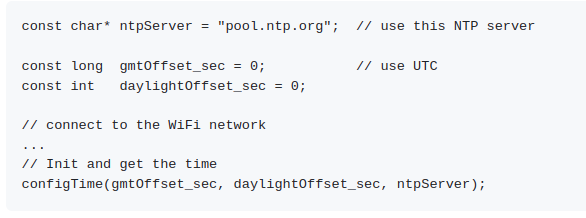 const char* ntpServer = "pool.ntp.org";  // use this NTP server
const long  gmtOffset_sec = 0;           // use UTC
const int   daylightOffset_sec = 0;
// connect to the WiFi network
...
// Init and get the time
configTime(gmtOffset_sec, daylightOffset_sec, ntpServer);